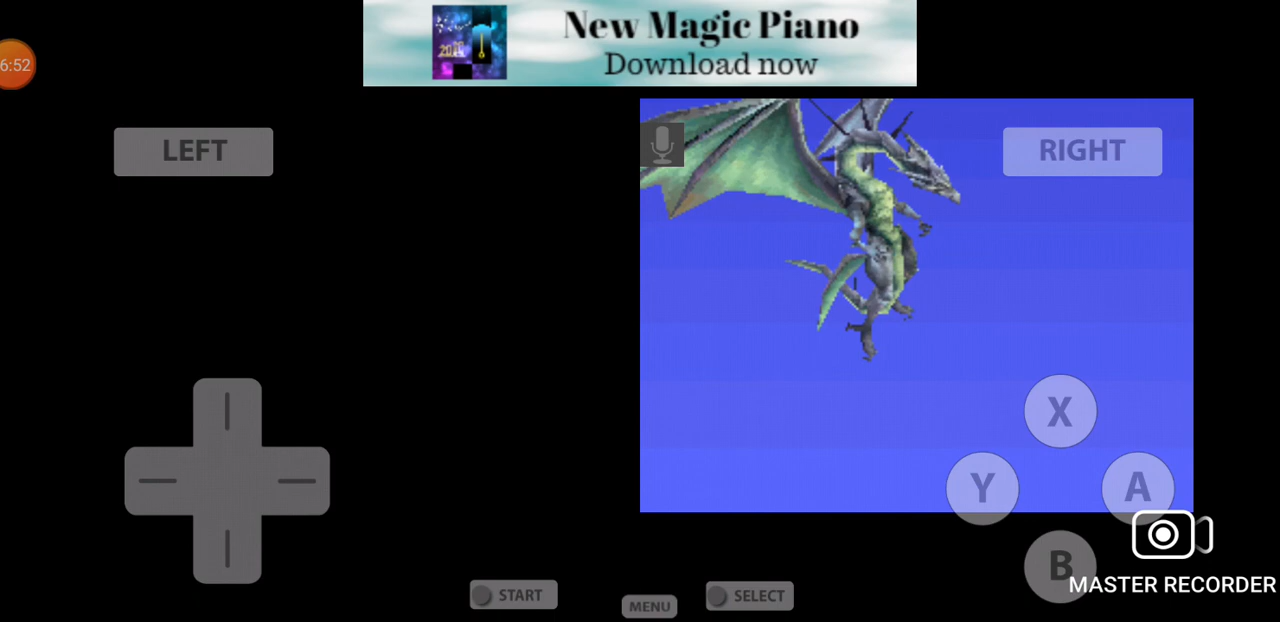 New Magic Piano
Download now
6:52
LEFT
RIGHT
X
Y
A
B
MASTER RECORDER
START
SELECT
MENU